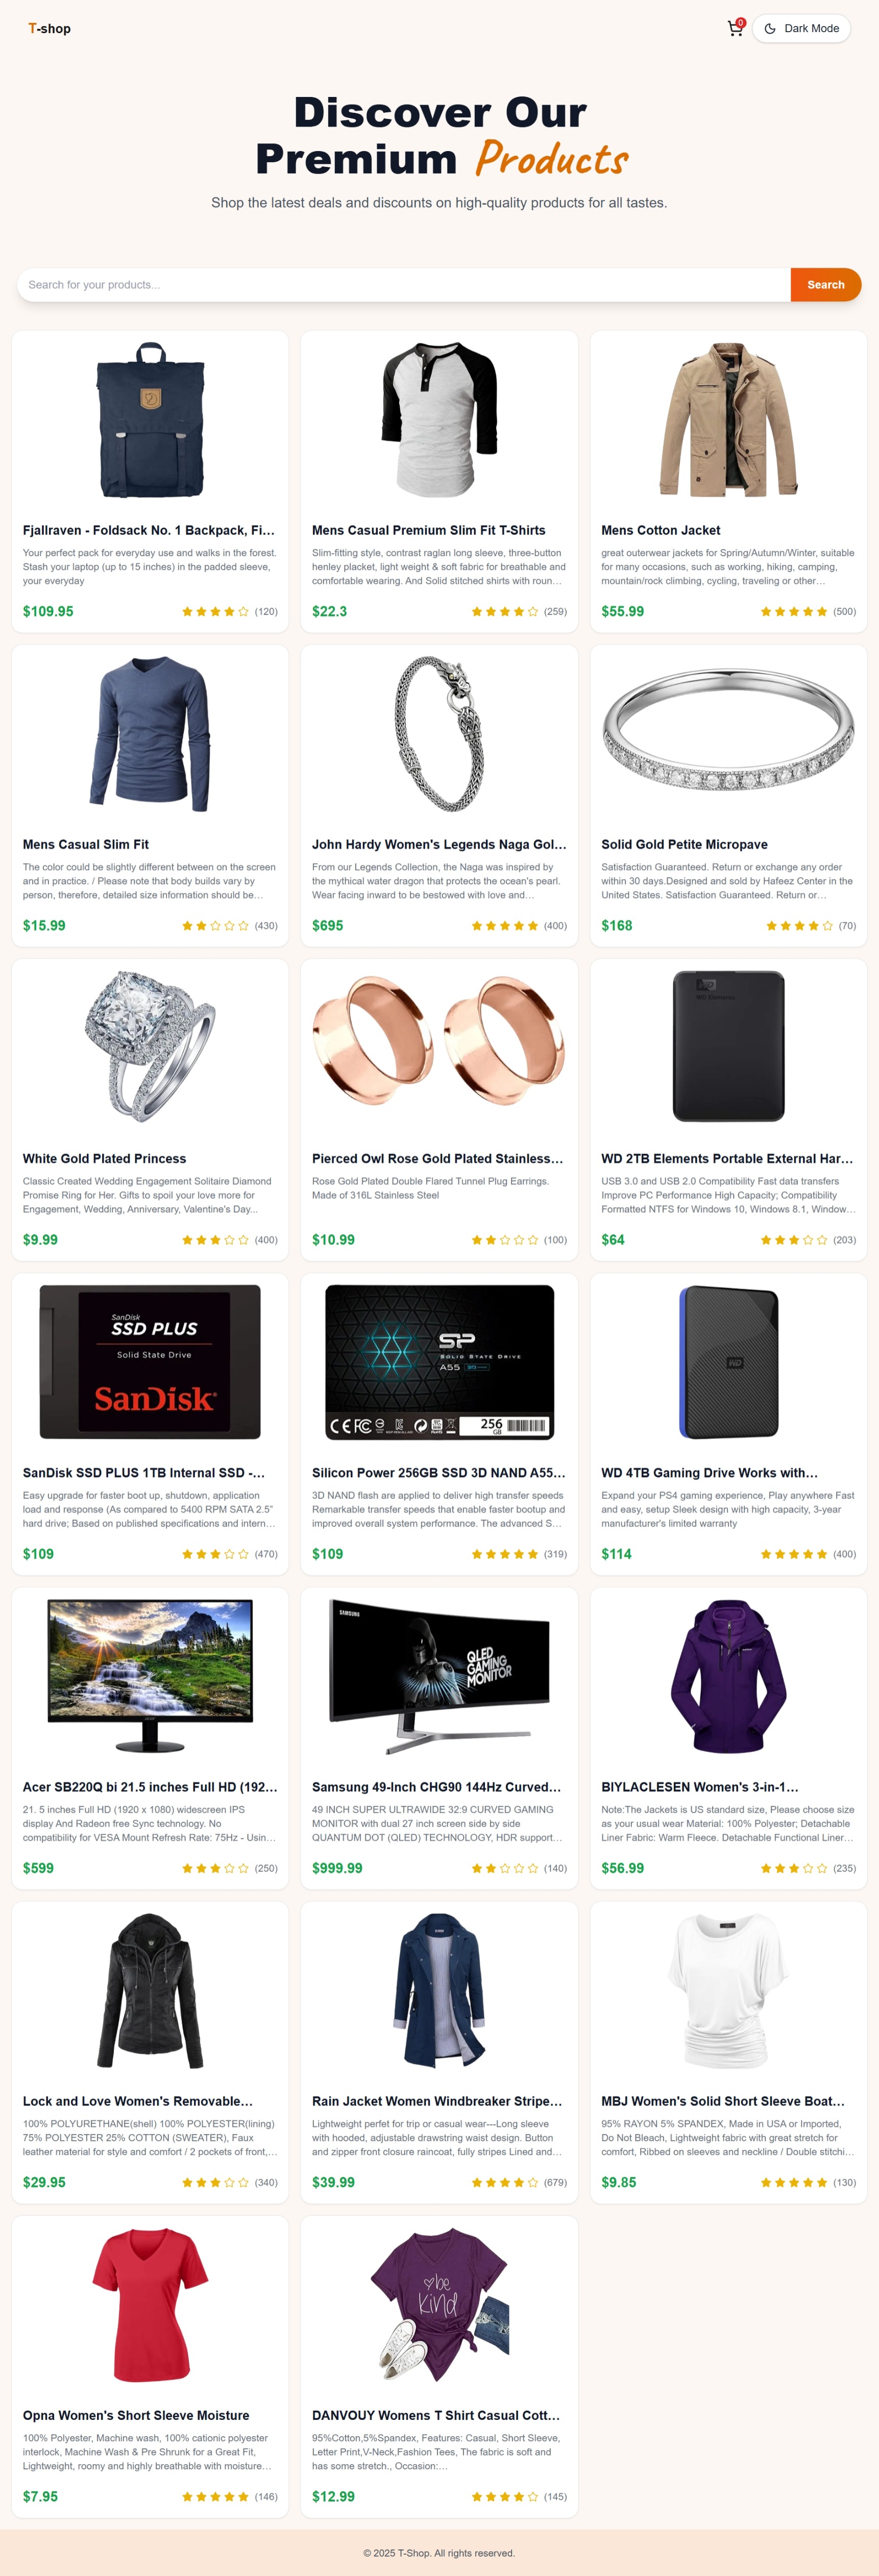 T-shop
0
Dark Mode
Discover Our
Premium Products
Shop the latest deals and discounts on high-quality products for all tastes.
Search for your products...
Search
Fjallraven - Foldsack No. 1 Backpack, Fi...
Your perfect pack for everyday use and walks in the forest.
Stash your laptop (up to 15 inches) in the padded sleeve,
your everyday
$109.95
(120)
Mens Casual Premium Slim Fit T-Shirts
Slim-fitting style, contrast raglan long sleeve, three-button
henley placket, light weight & soft fabric for breathable and
comfortable wearing. And Solid stitched shirts with roun...
$22.3
(259)
Mens Cotton Jacket
great outerwear jackets for Spring/Autumn/Winter, suitable
for many occasions, such as working, hiking, camping,
mountain/rock climbing, cycling, traveling or other...
$55.99
(500)
Mens Casual Slim Fit
The color could be slightly different between on the screen
and in practice. / Please note that body builds vary by
person, therefore, detailed size information should be...
$15.99
(430)
John Hardy Women's Legends Naga Gol...
From our Legends Collection, the Naga was inspired by
the mythical water dragon that protects the ocean's pearl.
Wear facing inward to be bestowed with love and...
$695
(400)
Solid Gold Petite Micropave
Satisfaction Guaranteed. Return or exchange any order
within 30 days.Designed and sold by Hafeez Center in the
United States. Satisfaction Guaranteed. Return or...
$168
(70)
White Gold Plated Princess
Classic Created Wedding Engagement Solitaire Diamond
Promise Ring for Her. Gifts to spoil your love more for
Engagement, Wedding, Anniversary, Valentine's Day...
$9.99
(400)
Pierced Owl Rose Gold Plated Stainless...
Rose Gold Plated Double Flared Tunnel Plug Earrings.
Made of 316L Stainless Steel
$10.99
(100)
WD
WD Elements
WD 2TB Elements Portable External Har...
USB 3.0 and USB 2.0 Compatibility Fast data transfers
Improve PC Performance High Capacity; Compatibility
Formatted NTFS for Windows 10, Windows 8.1, Window...
$64
(203)
SanDisk
SSD PLUS
Solid State Drive
SanDisk
SanDisk SSD PLUS 1TB Internal SSD -...
Easy upgrade for faster boot up, shutdown, application
load and response (As compared to 5400 RPM SATA 2.5"
hard drive; Based on published specifications and intern...
$109
(470)
SP
SOLID STATE DRIVE
A55
CE FC
256
GB
Silicon Power 256GB SSD 3D NAND A55...
3D NAND flash are applied to deliver high transfer speeds
Remarkable transfer speeds that enable faster bootup and
improved overall system performance. The advanced S...
$109
(319)
WD
WD 4TB Gaming Drive Works with...
Expand your PS4 gaming experience, Play anywhere Fast
and easy, setup Sleek design with high capacity, 3-year
manufacturer's limited warranty
$114
(400)
Acer SB220Q bi 21.5 inches Full HD (192...
21. 5 inches Full HD (1920 x 1080) widescreen IPS
display And Radeon free Sync technology. No
compatibility for VESA Mount Refresh Rate: 75Hz - Usin...
$599
(250)
SAMSUNG
QLED
GAMING
MONITOR
Samsung 49-Inch CHG90 144Hz Curved...
49 INCH SUPER ULTRAWIDE 32:9 CURVED GAMING
MONITOR with dual 27 inch screen side by side
QUANTUM DOT (QLED) TECHNOLOGY, HDR support...
$999.99
(140)
BIYLACLESEN Women's 3-in-1...
Note:The Jackets is US standard size, Please choose size
as your usual wear Material: 100% Polyester; Detachable
Liner Fabric: Warm Fleece. Detachable Functional Liner...
$56.99
(235)
Lock and Love Women's Removable...
100% POLYURETHANE(shell) 100% POLYESTER(lining)
75% POLYESTER 25% COTTON (SWEATER), Faux
leather material for style and comfort / 2 pockets of front,...
$29.95
(340)
Rain Jacket Women Windbreaker Stripe...
Lightweight perfet for trip or casual wear---Long sleeve
with hooded, adjustable drawstring waist design. Button
and zipper front closure raincoat, fully stripes Lined and...
$39.99
(679)
MBJ Women's Solid Short Sleeve Boat...
95% RAYON 5% SPANDEX, Made in USA or Imported,
Do Not Bleach, Lightweight fabric with great stretch for
comfort, Ribbed on sleeves and neckline / Double stitchi...
$9.85
(130)
Opna Women's Short Sleeve Moisture
100% Polyester, Machine wash, 100% cationic polyester
interlock, Machine Wash & Pre Shrunk for a Great Fit,
Lightweight, roomy and highly breathable with moisture...
$7.95
(146)
be
kind
DANVOUY Womens T Shirt Casual Cott...
95%Cotton,5%Spandex, Features: Casual, Short Sleeve,
Letter Print,V-Neck,Fashion Tees, The fabric is soft and
has some stretch., Occasion:...
$12.99
(145)
© 2025 T-Shop. All rights reserved.